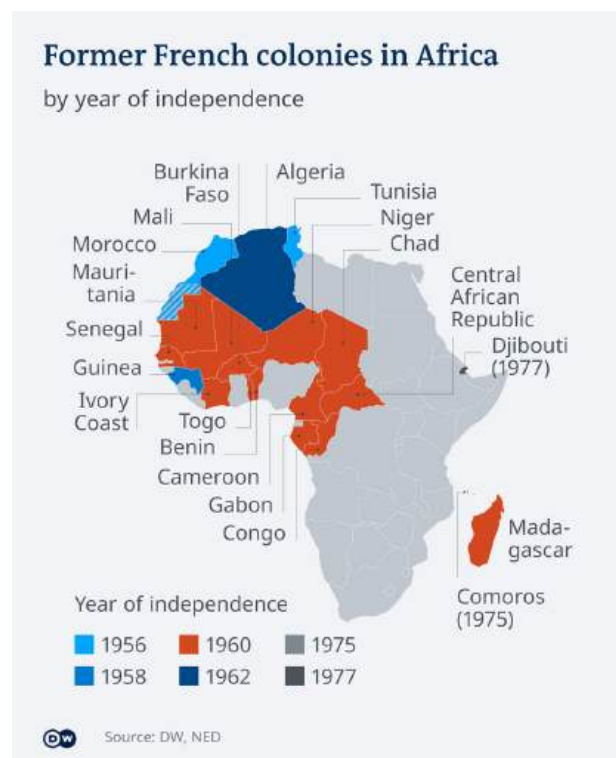 Former French colonies in Africa
by year of independence
Burkina
Faso
Algeria
Tunisia
Mali
Niger
Morocco
Chad
Mauri-
tania
Central
African
Republic
Senegal
Djibouti
(1977)
Guinea
Ivory
Coast
Togo
Benin
Cameroon
Gabon
Congo
Mada-
gascar
Comoros
(1975)
Year of independence
1956
1960
1975
1958
1962
1977
DW
Source: DW, NED